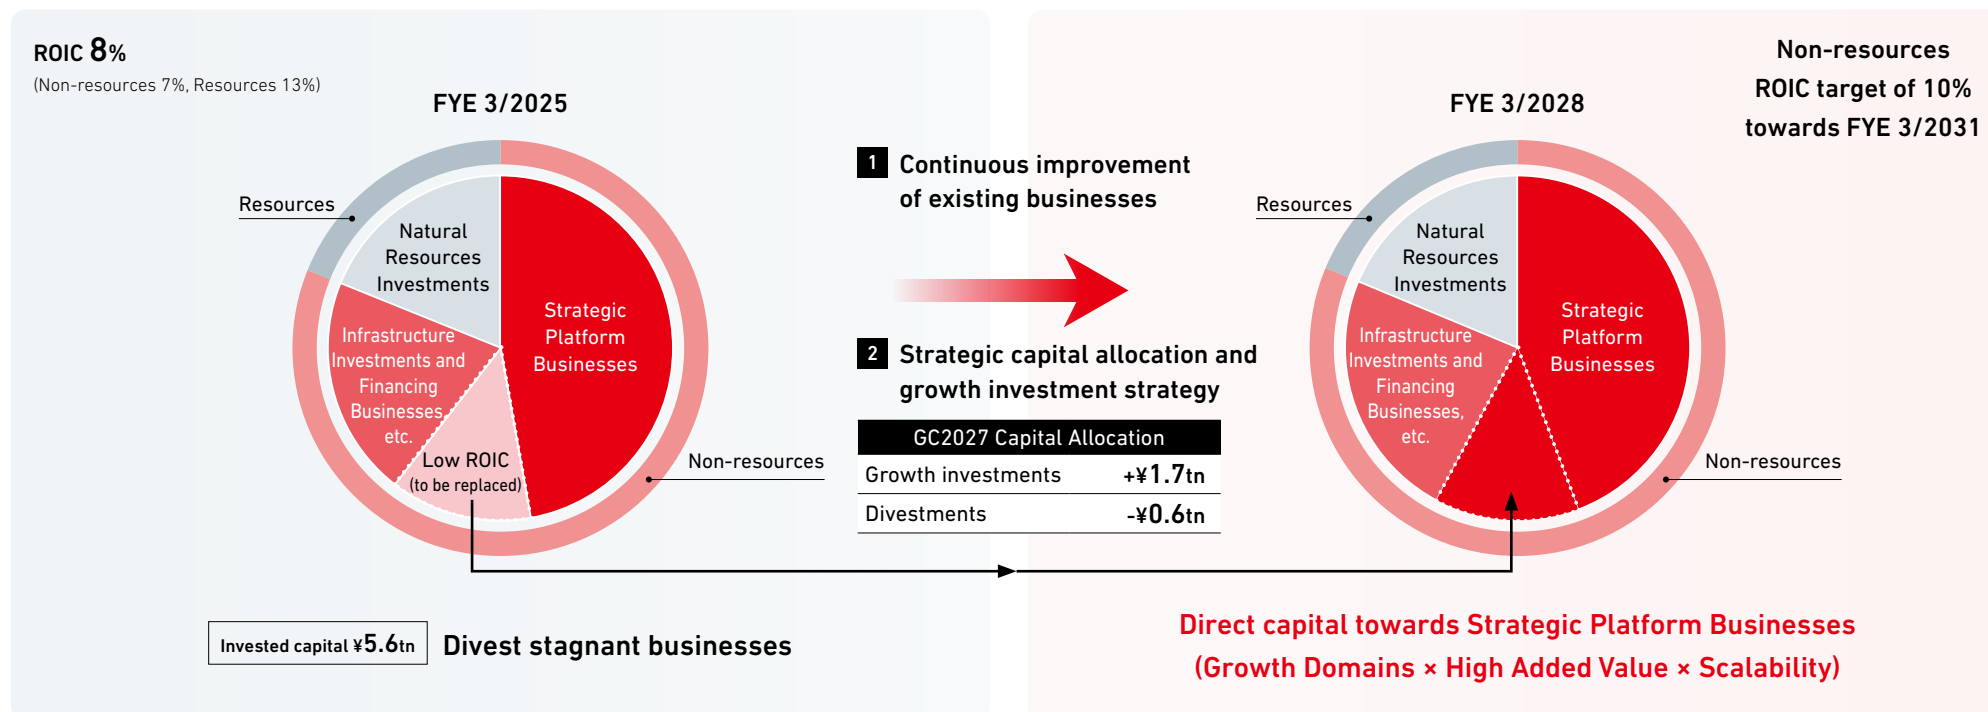 ROIC 8%
(Non-resources 7%, Resources 13%)
FYE 3/2025
Resources
Natural
Resources
Investments
Strategic
Platform
Businesses
Infrastructure
Investments and
Financing
Businesses,
etc.
Low ROIC
(to be replaced)
Non-resources
Invested capital ¥5.6tn
Divest stagnant businesses
1 Continuous improvement
of existing businesses
2 Strategic capital allocation and
growth investment strategy
GC2027 Capital Allocation
Growth investments +¥1.7tn
Divestments -¥0.6tn
Non-resources
ROIC target of 10%
towards FYE 3/2031
FYE 3/2028
Resources
Natural
Resources
Investments
Strategic
Platform
Businesses
Infrastructure
Investments and
Financing
Businesses,
etc.
Non-resources
Direct capital towards Strategic Platform Businesses
(Growth Domains × High Added Value × Scalability)